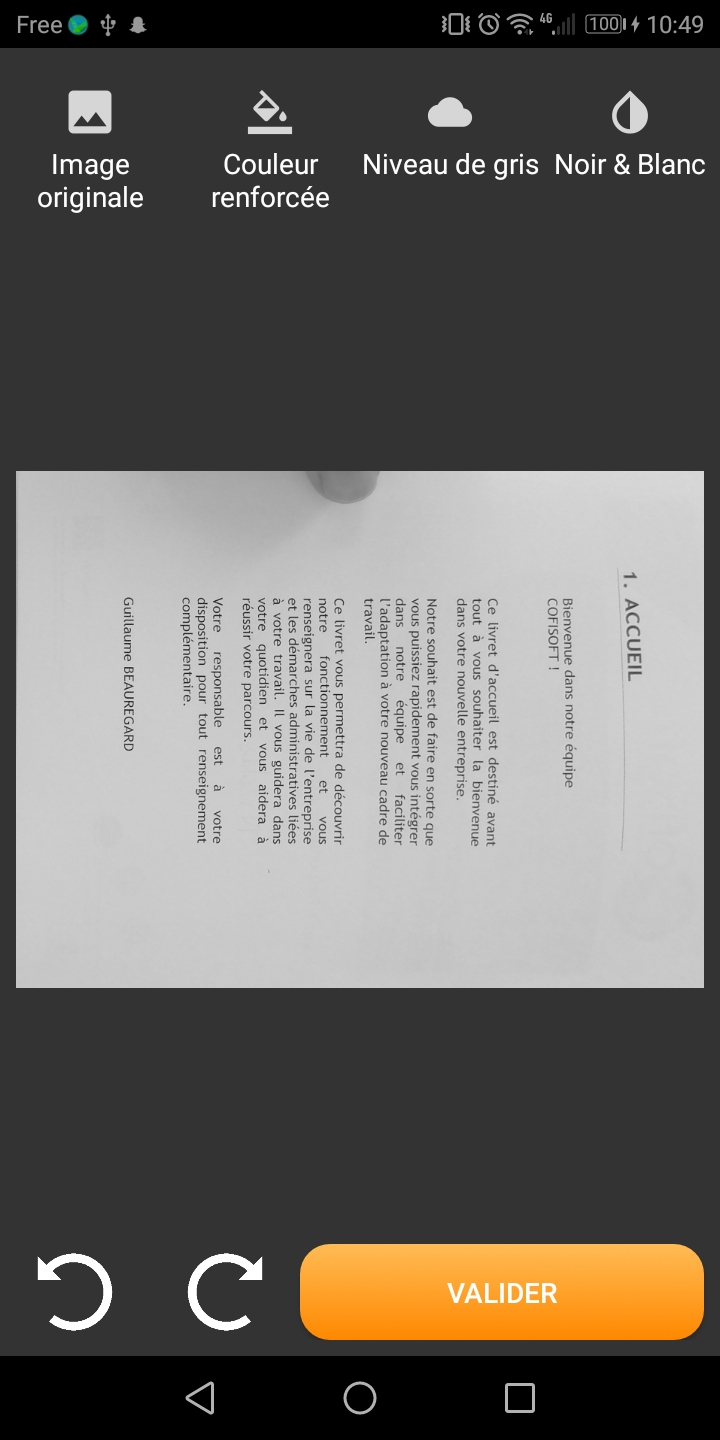 Free 4G 100 10:49
Image originale
Couleur renforcée
Niveau de gris
Noir & Blanc
1. ACCUEIL
Bienvenue dans notre équipe
COFISOFT !
Ce livret d'accueil est destiné avant
tout à vous souhaiter la bienvenue
dans votre nouvelle entreprise.
Notre souhait est de faire en sorte que
vous puissiez rapidement vous intégrer
dans notre équipe et faciliter
l'adaptation à votre nouveau cadre de
travail.
Ce livret vous permettra de découvrir
notre fonctionnement et vous
renseignera sur la vie de l'entreprise
et les démarches administratives liées
à votre travail. Il vous guidera dans
votre quotidien et vous aidera à
réussir votre parcours.
Votre responsable est à votre
disposition pour tout renseignement
complémentaire.
Guillaume BEAUREGARD
VALIDER